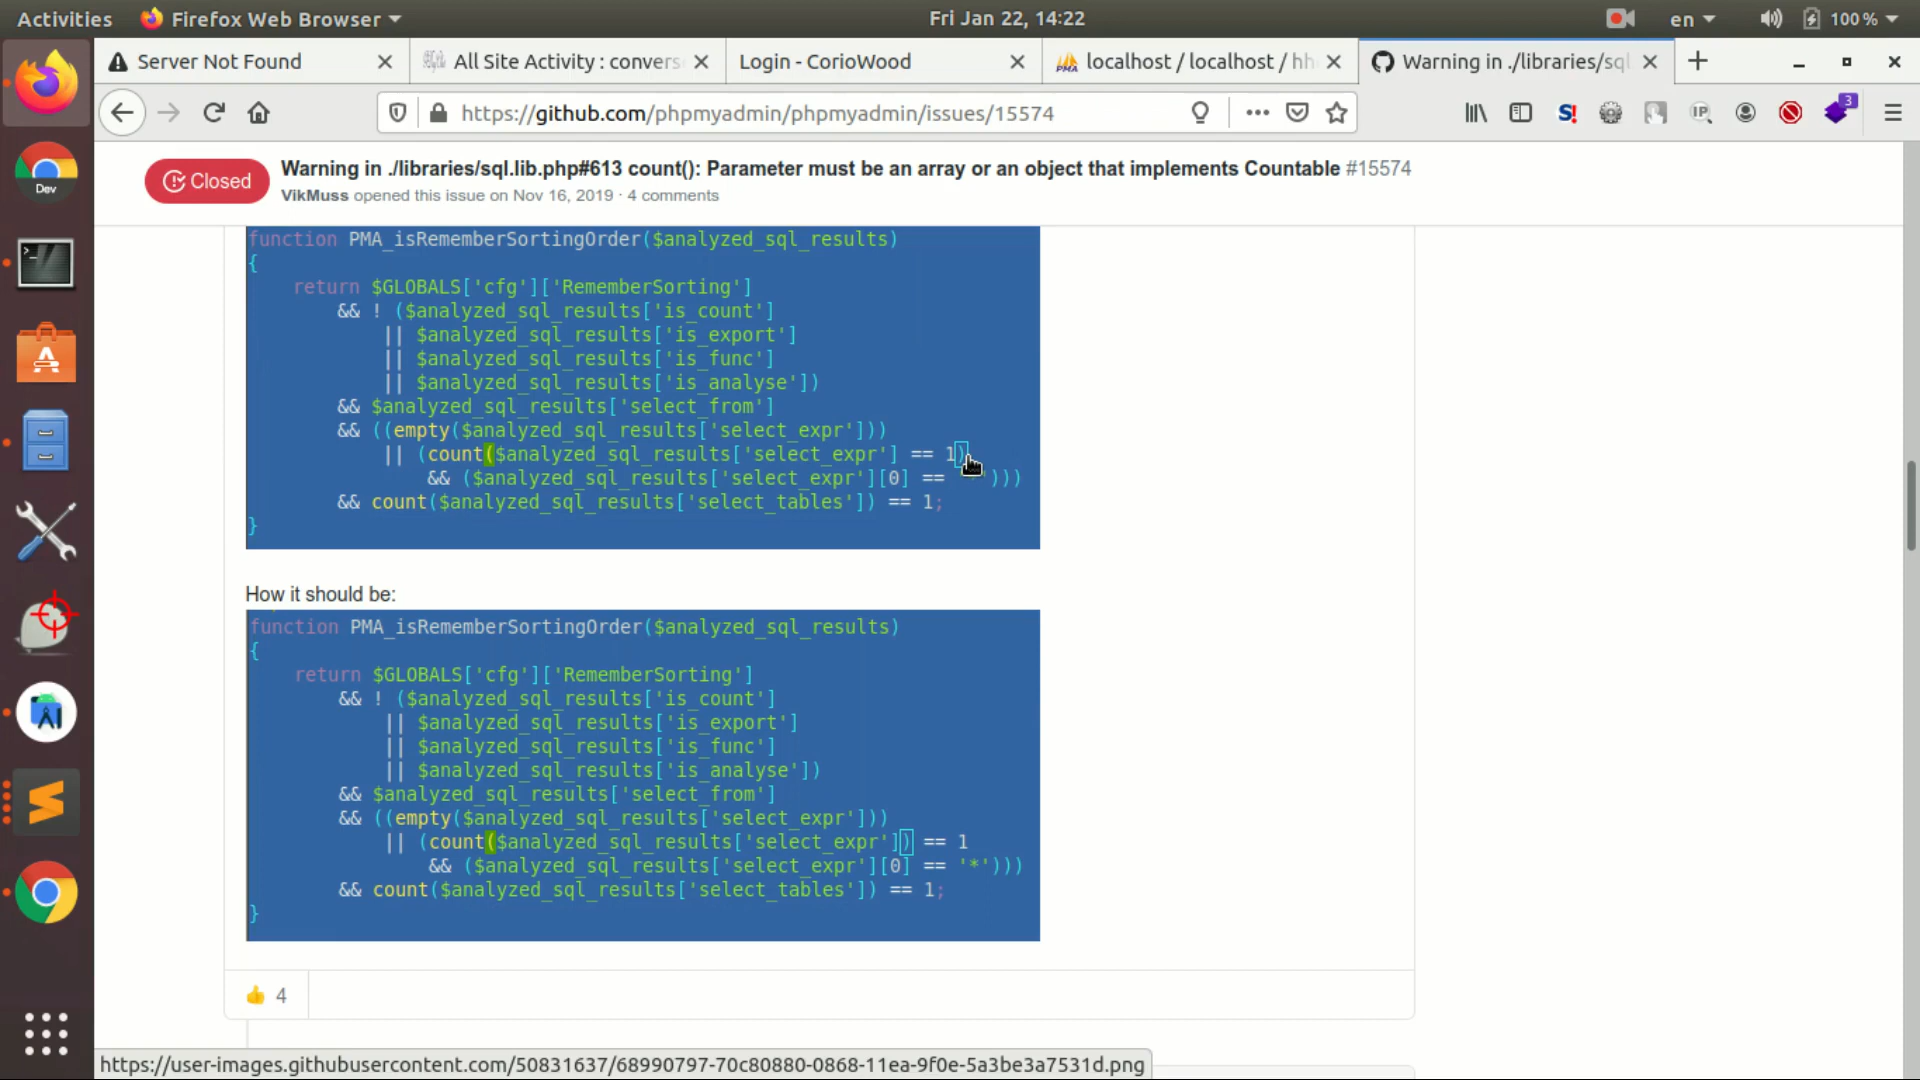 Activities
Firefox Web Browser
Fri Jan 22, 14:22
en
100 %
Server Not Found
All Site Activity : convers
Login - CorioWood
localhost / localhost / hh
Warning in ./libraries/sql
https://github.com/phpmyadmin/phpmyadmin/issues/15574
S!
IP
3
Closed
Warning in ./libraries/sql.lib.php#613 count(): Parameter must be an array or an object that implements Countable #15574
VikMuss opened this issue on Nov 16, 2019 · 4 comments
Dev
function PMA_isRememberSortingOrder($analyzed_sql_results)
{
return $GLOBALS['cfg']['RememberSorting']
&& ! ($analyzed_sql_results['is_count']
|| $analyzed_sql_results['is_export']
|| $analyzed_sql_results['is_func']
|| $analyzed_sql_results['is_analyse'])
&& $analyzed_sql_results['select_from']
&& ((empty($analyzed_sql_results['select_expr']))
|| (count($analyzed_sql_results['select_expr'] == 1)
&& ($analyzed_sql_results['select_expr'][0] == ')))
&& count($analyzed_sql_results['select_tables']) == 1;
}
How it should be:
function PMA_isRememberSortingOrder($analyzed_sql_results)
{
return $GLOBALS['cfg']['RememberSorting']
&& ! ($analyzed_sql_results['is_count']
|| $analyzed_sql_results['is_export']
|| $analyzed_sql_results['is_func']
|| $analyzed_sql_results['is_analyse'])
&& $analyzed_sql_results['select_from']
&& ((empty($analyzed_sql_results['select_expr']))
|| (count($analyzed_sql_results['select_expr']) == 1
&& ($analyzed_sql_results['select_expr'][0] == '*')))
&& count($analyzed_sql_results['select_tables']) == 1;
}
4
https://user-images.githubusercontent.com/50831637/68990797-70c80880-0868-11ea-9f0e-5a3be3a7531d.png